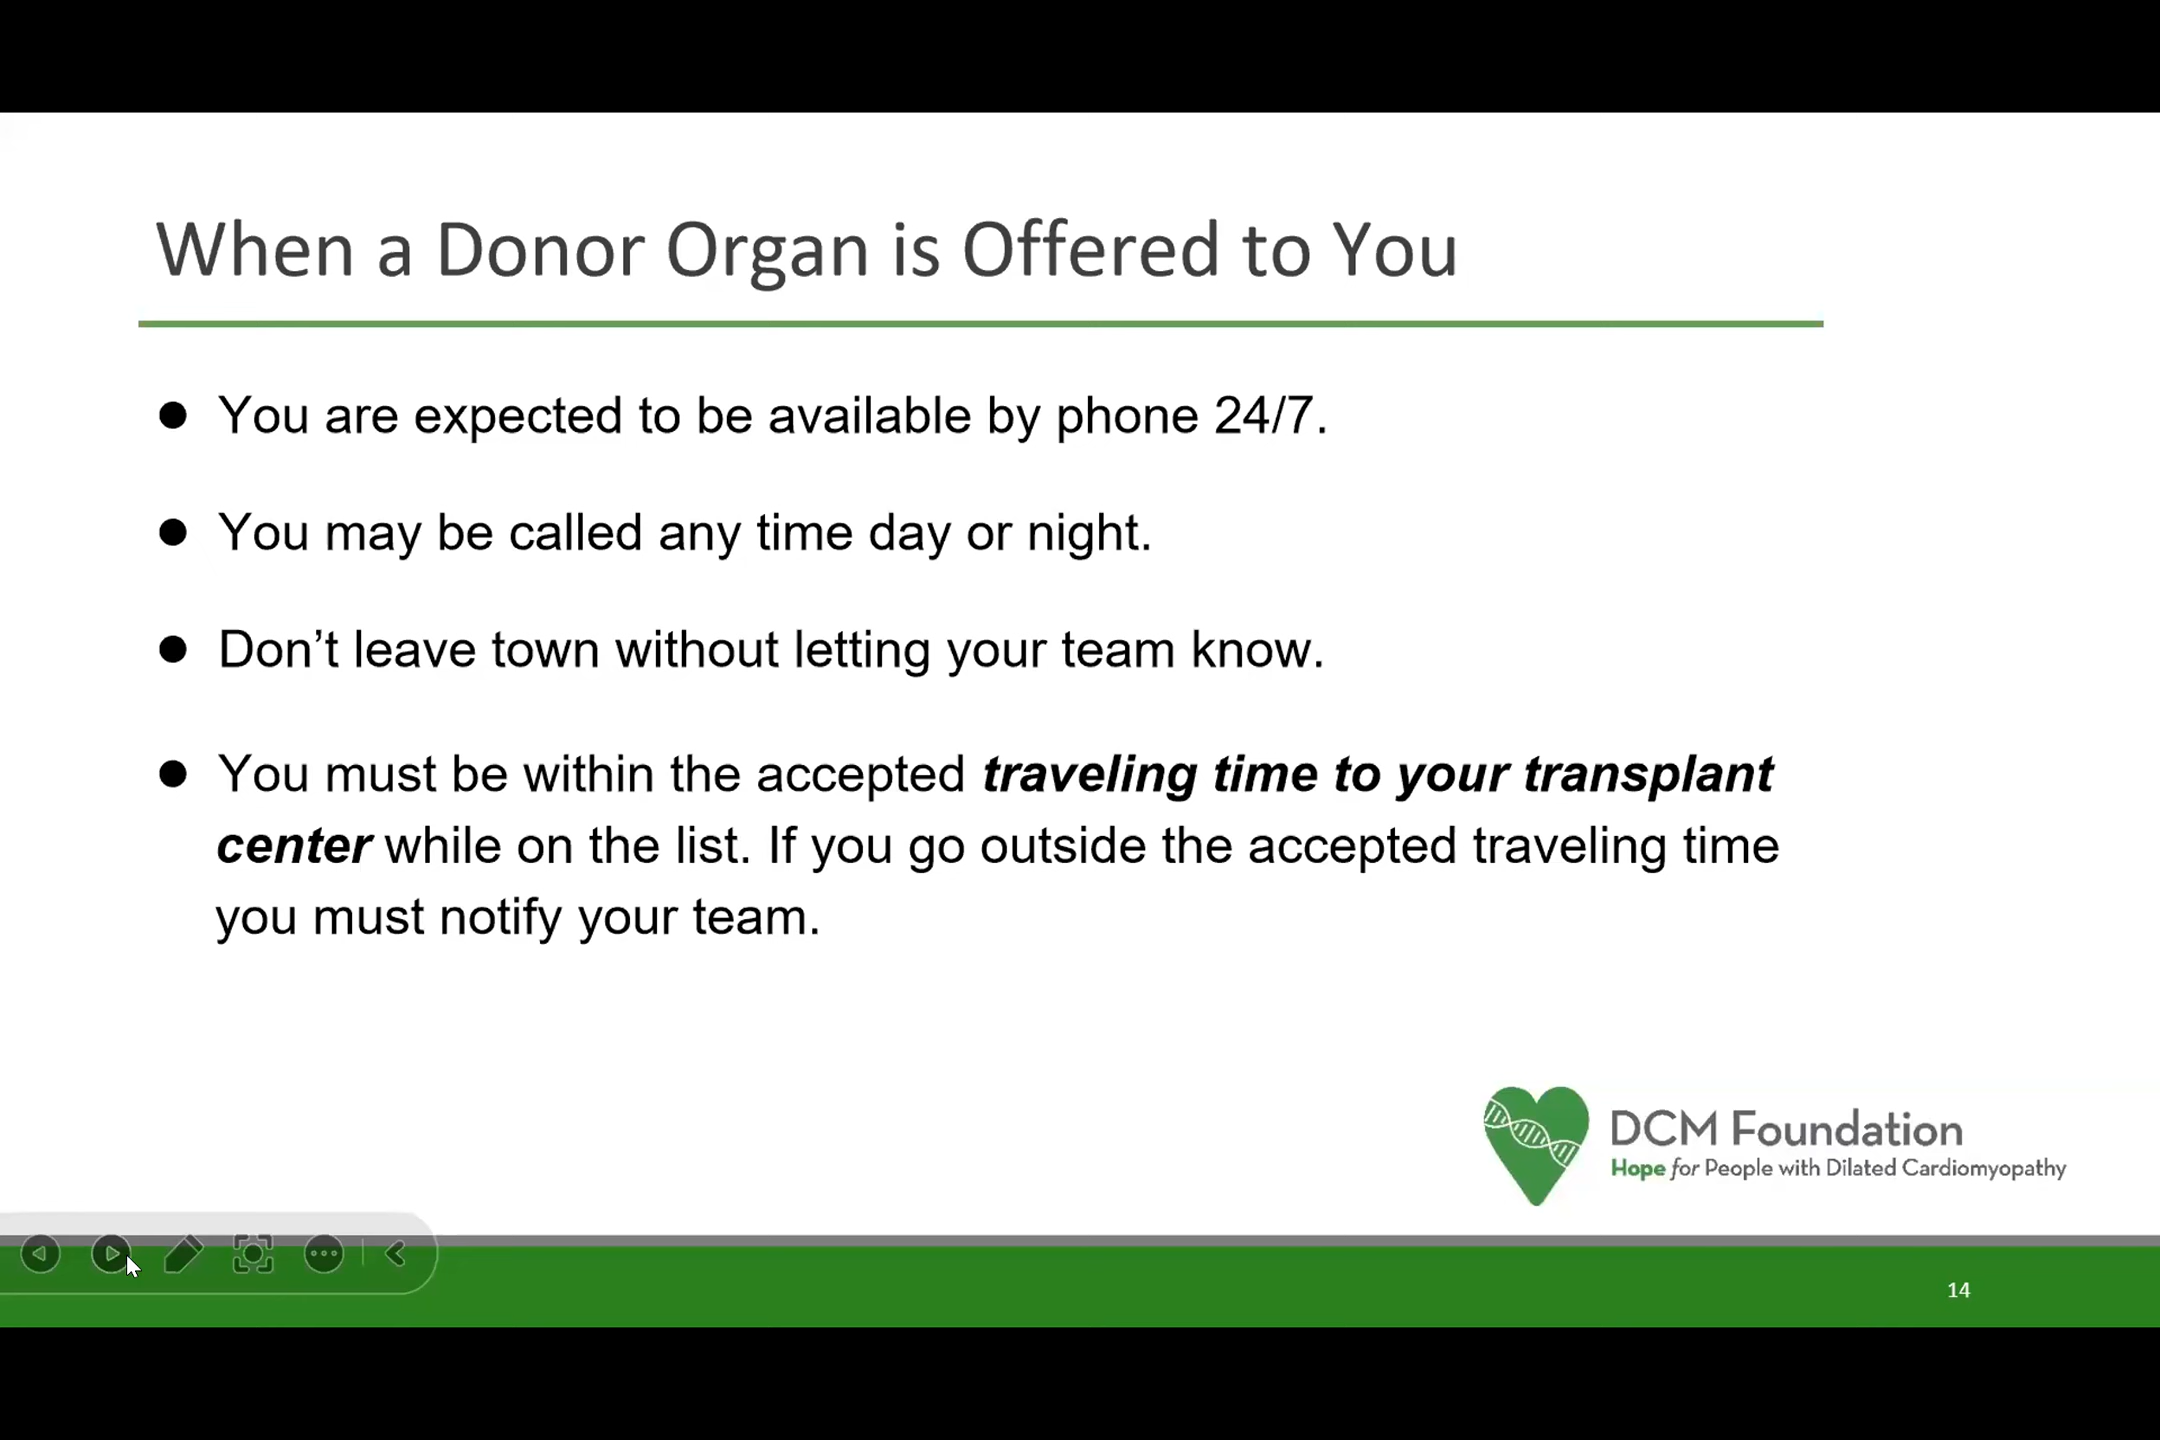 When a Donor Organ is Offered to You
You are expected to be available by phone 24/7.
You may be called any time day or night.
Don’t leave town without letting your team know.
You must be within the accepted traveling time to your transplant
center while on the list. If you go outside the accepted traveling time
you must notify your team.
DCM Foundation
Hope for People with Dilated Cardiomyopathy
14